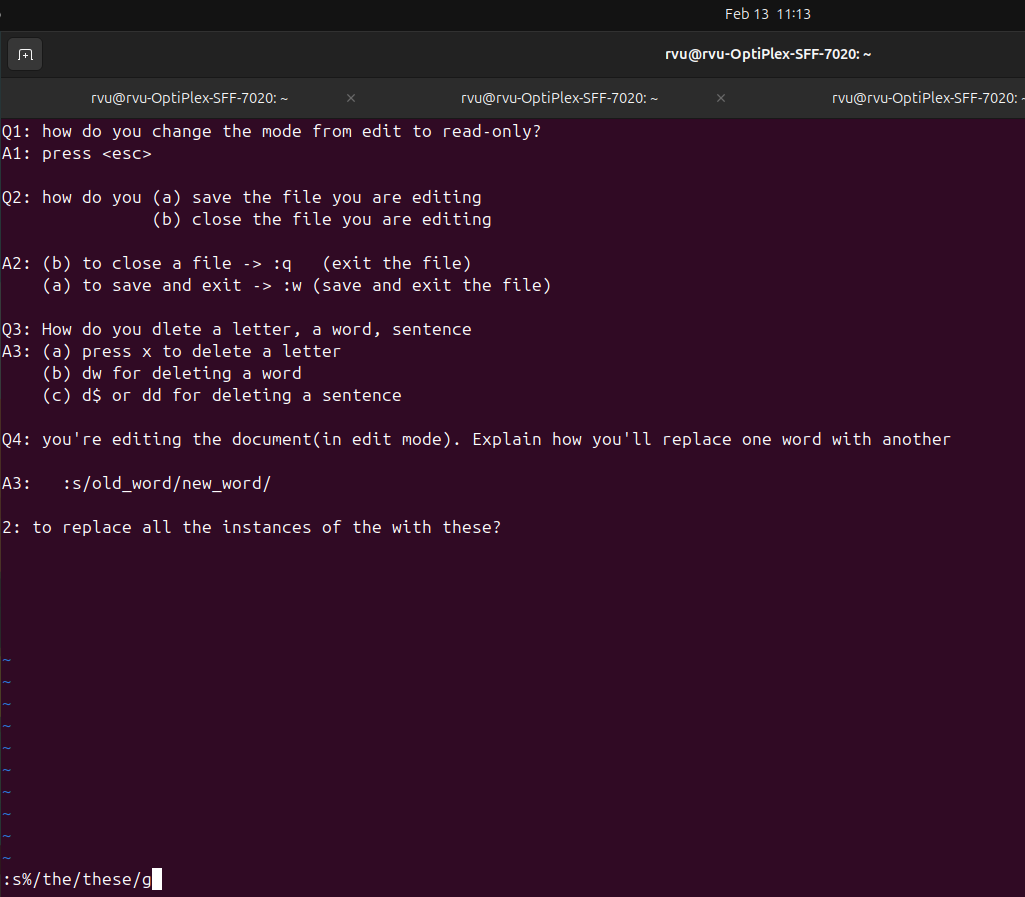 Feb 13 11:13
rvu@rvu-OptiPlex-SFF-7020: ~
rvu@rvu-OptiPlex-SFF-7020: ~ × rvu@rvu-OptiPlex-SFF-7020: ~ × rvu@rvu-OptiPlex-SFF-7020: ~
Q1: how do you change the mode from edit to read-only?
A1: press <esc>
Q2: how do you (a) save the file you are editing
(b) close the file you are editing
A2: (b) to close a file -> :q (exit the file)
(a) to save and exit -> :w (save and exit the file)
Q3: How do you dlete a letter, a word, sentence
A3: (a) press x to delete a letter
(b) dw for deleting a word
(c) d$ or dd for deleting a sentence
Q4: you're editing the document(in edit mode). Explain how you'll replace one word with another
A3: :s/old_word/new_word/
2: to replace all the instances of the with these?
~
~
~
~
~
~
~
~
~
~
:s%/the/these/g